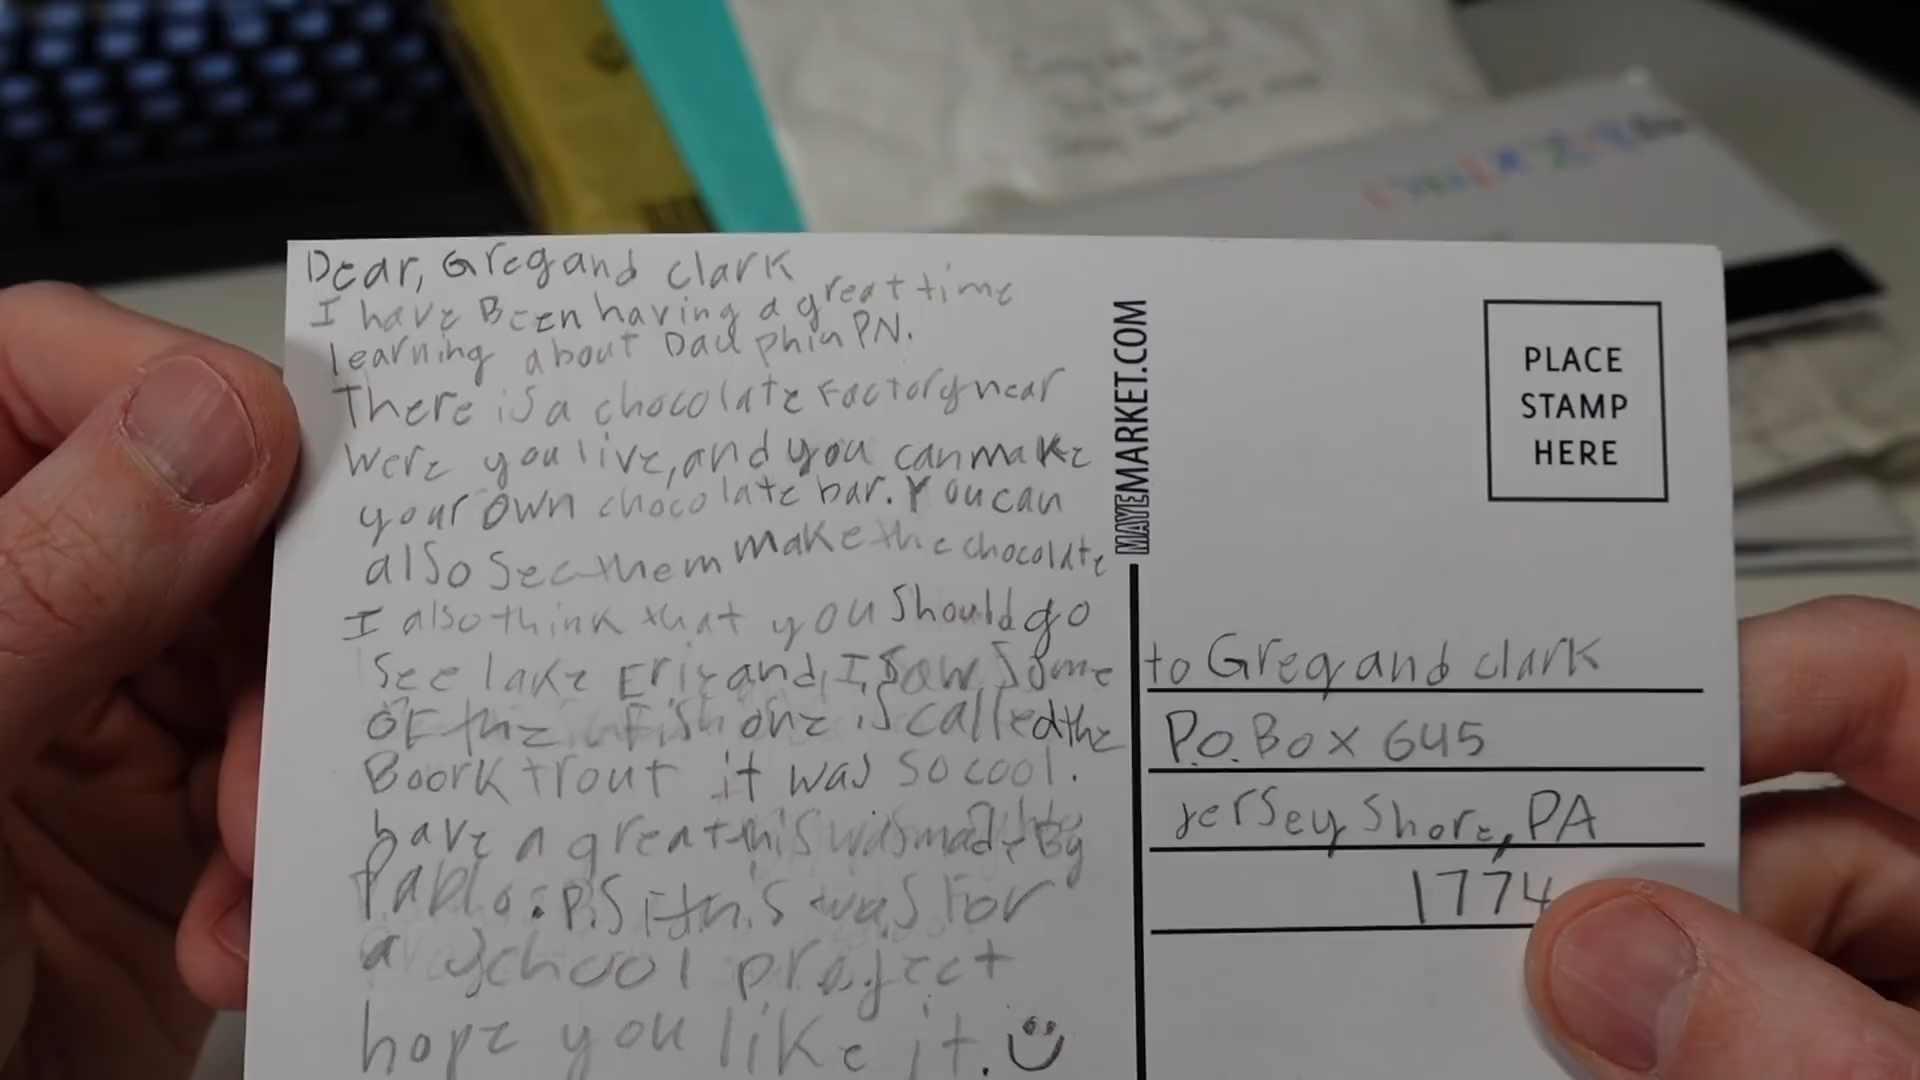 Dear, Greg and clark
I have Been having a great time
learning about Dauphin PN.
There is a chocolate Factory near
were you live, and you can make
your own chocolate bar. You can
also see them make the chocolate
I also think that you should go
See lake Erie and, I, Saw Some
OF the Fish one is called the
Boork trout it was so cool.
have a great this was made By
Pablo. P.S this was For
a School project
hope you like it.
MAYEMARKET.COM
PLACE
STAMP
HERE
to Greg and clark
P.O. Box 645
jersey Shore, PA
1774